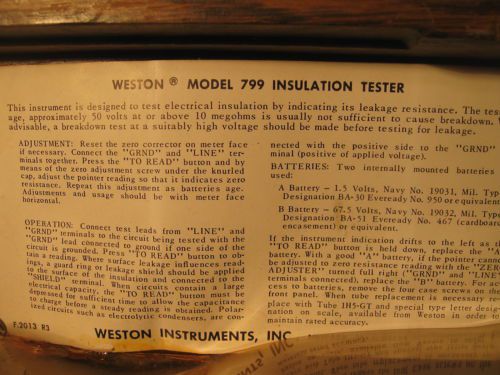 WESTON ® MODEL 799 INSULATION TESTER
This instrument is designed to test electrical insulation by indicating its leakage resistance. The test
age, approximately 50 volts at or above 10 megohms is usually not sufficient to cause breakdown.
advisable, a breakdown test at a suitably high voltage should be made before testing for leakage.
ADJUSTMENT: Reset the zero corrector on meter face
if necessary. Connect the "GRND" and "LINE" ter-
minals together. Press the "TO READ" button and by
means of the zero adjustment screw under the knurled
cap, adjust the pointer reading so that it indicates zero
resistance. Repeat this adjustment as batteries age.
Adjustments and usage should be with meter face
horizontal.
OPERATION: Connect test leads from "LINE" and
"GRND" terminals to the circuit being tested with the
"GRND" lead connected to ground if one side of the
circuit is grounded. Press "TO READ" button to ob-
tain a reading. Where surface leakage influences read-
ings, a guard ring or leakage shield should be applied
to the surface of the insulation and connected to the
"SHIELD" terminal. When circuits contain a large
electrical capacity, the "TO READ" button must be
depressed for sufficient time to allow the capacitance
to charge before a steady reading is obtained. Polar-
ized circuits such as electrolytic condensers, are con-
nected with the positive side to the "GRND"
minal (positive of applied voltage).
BATTERIES: Two internally mounted batteries
used:
A Battery - 1.5 Volts, Navy No. 19031, Mil. Typ
Designation BA-30 Eveready No. 950 or equivalent
B Battery - 67.5 Volts, Navy No. 19032, Mil. Typ
Designation BA-51 Eveready No. 467 (cardboard
encasement) or equivalent.
If the instrument indication drifts to the left as th
"TO READ" button is held down, replace the "A
battery. With a good "A" battery, if the pointer cannot
be adjusted to zero resistance reading with the "ZERO
ADJUSTER" turned full right ("GRND" and "LINE"
terminals connected), replace the "B" battery. For ac-
cess to batteries, remove the four case screws on the
front panel. When tube replacement is necessary re-
place with Tube 1H5-GT and special type letter desig-
nation on scale, available from Weston in order to
maintain rated accuracy.
F.2013 R3
WESTON INSTRUMENTS, INC